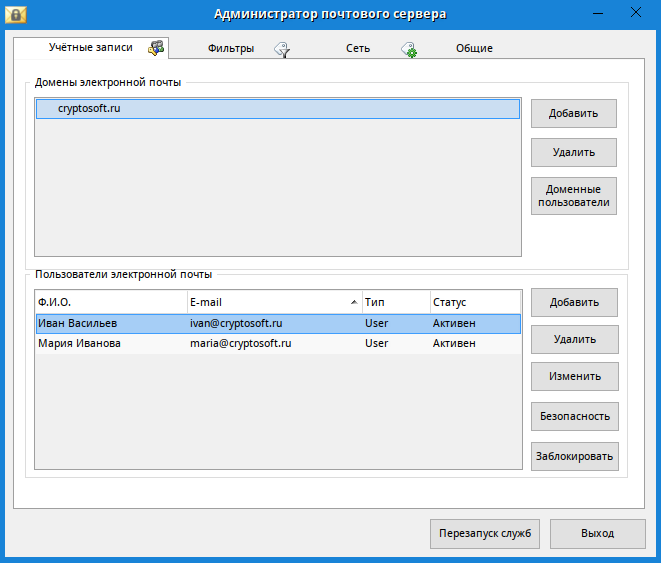 Администратор почтового сервера
Учётные записи Фильтры Сеть Общие
Домены электронной почты
cryptosoft.ru
Добавить
Удалить
Доменные
пользователи
Пользователи электронной почты
Ф.И.О. E-mail Тип Статус
Иван Васильев ivan@cryptosoft.ru User Активен
Мария Иванова maria@cryptosoft.ru User Активен
Добавить
Удалить
Изменить
Безопасность
Заблокировать
Перезапуск служб Выход